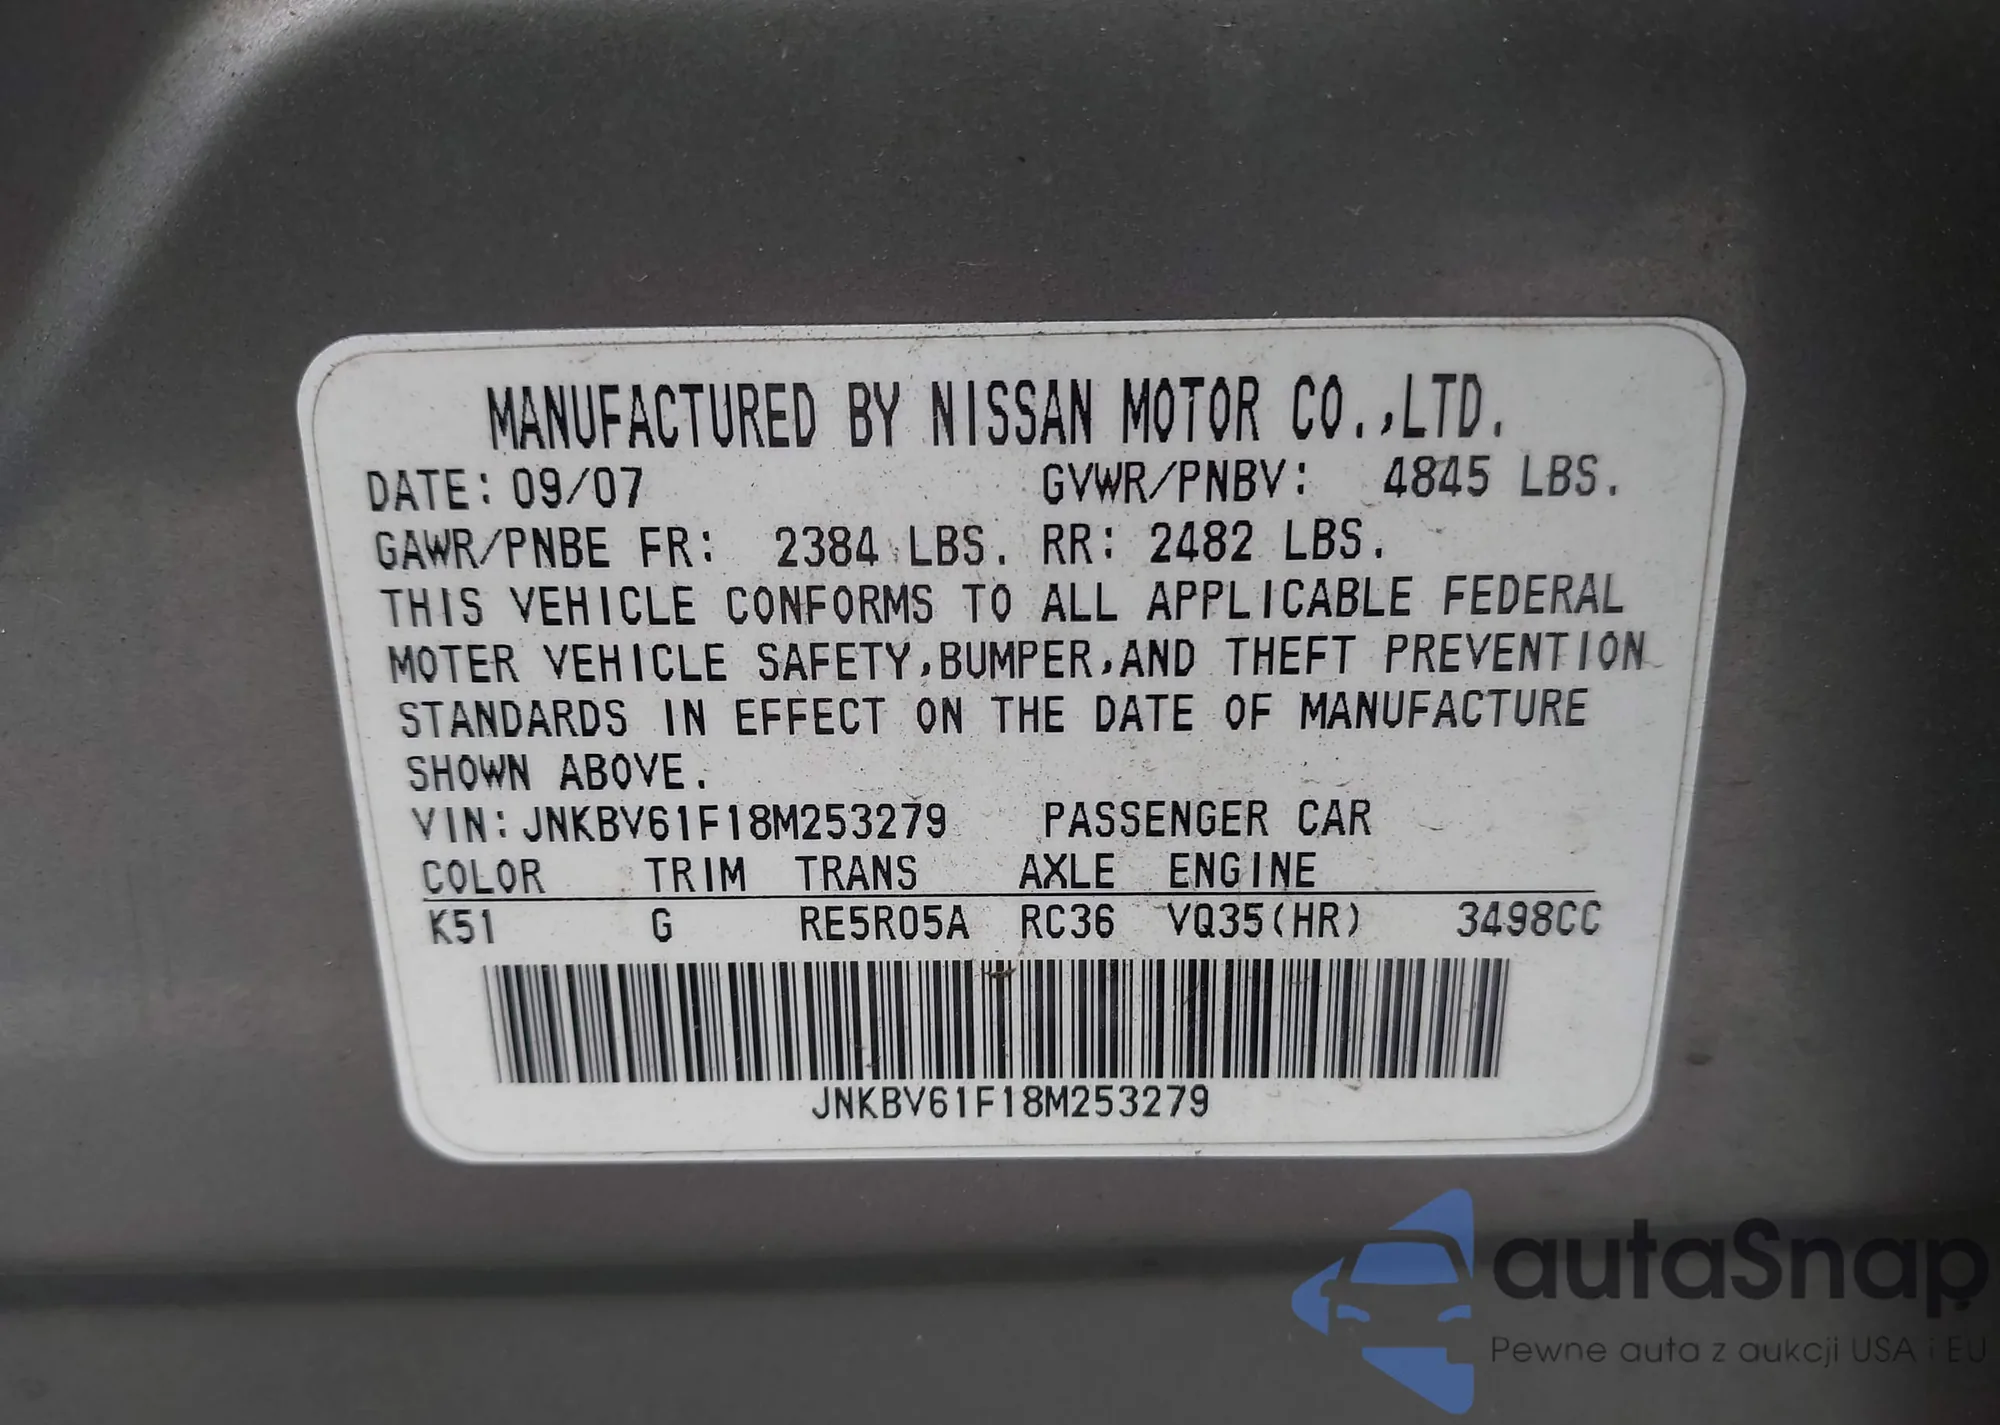 MANUFACTURED BY NISSAN MOTOR CO.,LTD.
DATE: 09/07 GVWR/PNBV: 4845 LBS.
GAWR/PNBE FR: 2384 LBS. RR: 2482 LBS.
THIS VEHICLE CONFORMS TO ALL APPLICABLE FEDERAL
MOTER VEHICLE SAFETY,BUMPER,AND THEFT PREVENTION
STANDARDS IN EFFECT ON THE DATE OF MANUFACTURE
SHOWN ABOVE.
VIN: JNKBV61F18M253279 PASSENGER CAR
COLOR TRIM TRANS AXLE ENGINE
K51 G RE5R05A RC36 VQ35(HR) 3498CC
JNKBV61F18M253279
autaSnap
Pewne auta z aukcji USA i EU